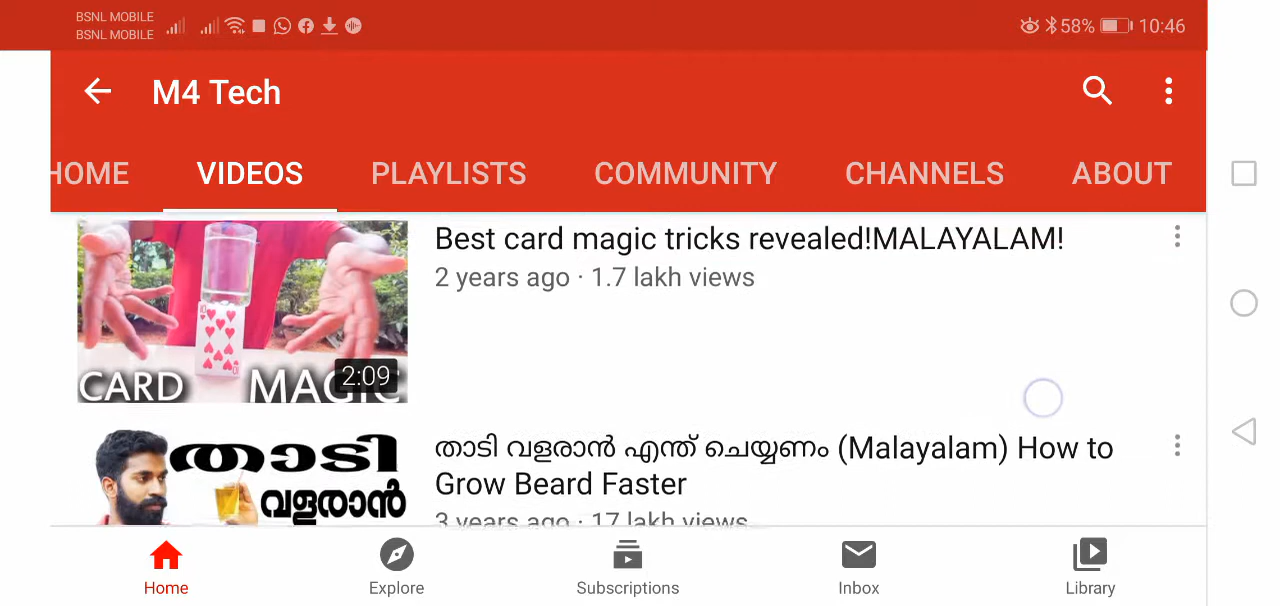 BSNL MOBILE
BSNL MOBILE
58%
10:46
M4 Tech
HOME VIDEOS PLAYLISTS COMMUNITY CHANNELS ABOUT
Best card magic tricks revealed!MALAYALAM!
2 years ago · 1.7 lakh views
CARD MAGIC
2:09
താടി വളരാൻ
താടി വളരാൻ എന്ത് ചെയ്യണം (Malayalam) How to
Grow Beard Faster
3 years ago · 17 lakh views
Home Explore Subscriptions Inbox Library